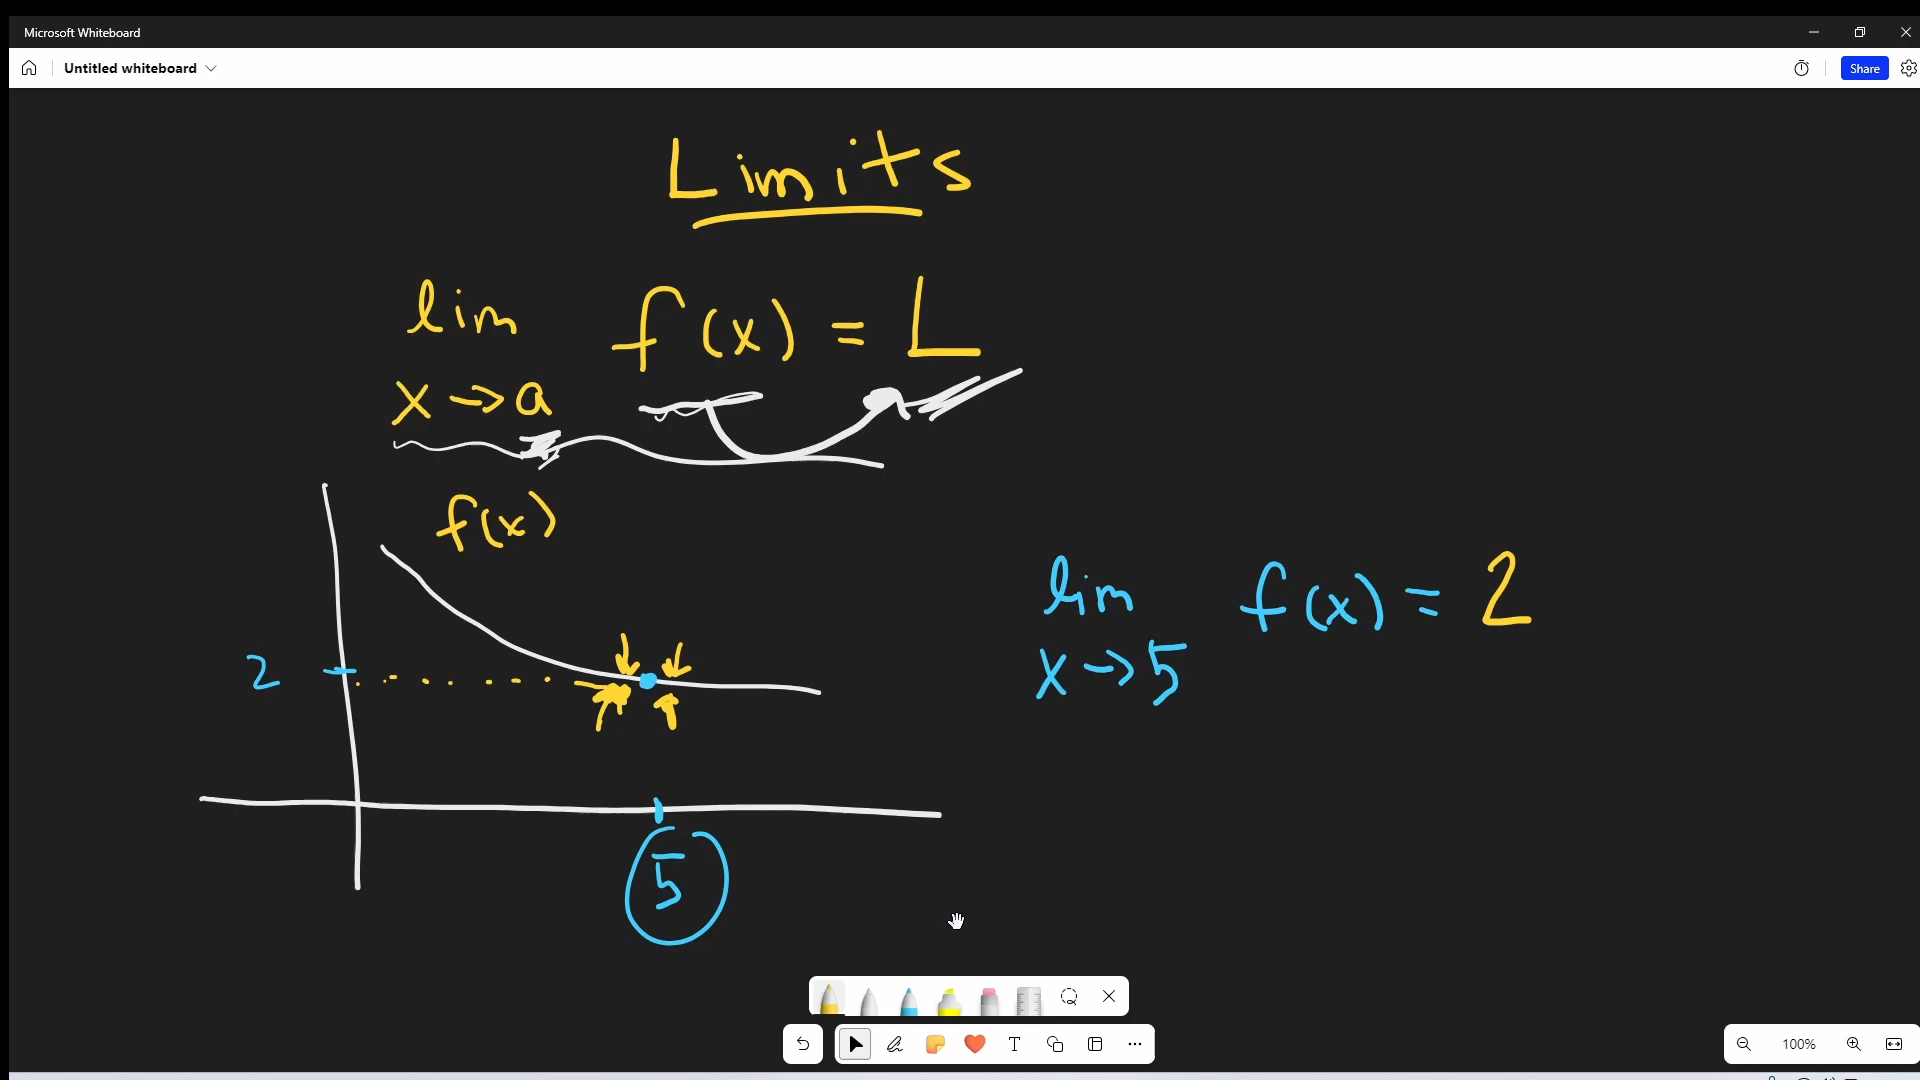 Microsoft Whiteboard
Untitled whiteboard
Share
Limits
lim f(x) = L
x → a
f(x)
lim f(x) = 2
x → 5
2
5
T
100%